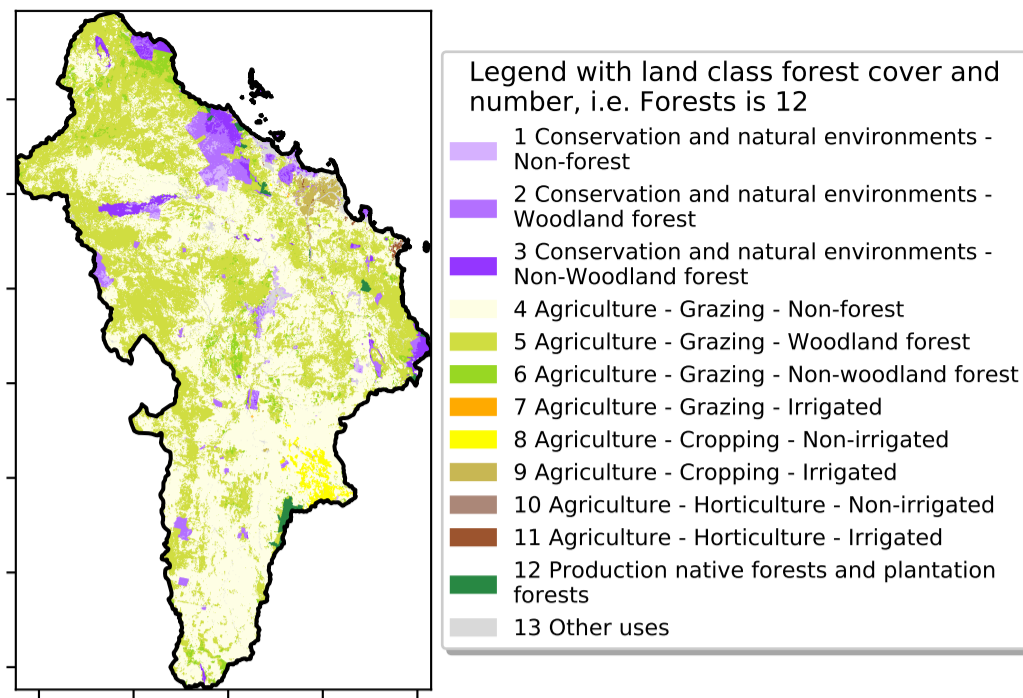 Legend with land class forest cover and
number, i.e. Forests is 12
1 Conservation and natural environments -
Non-forest
2 Conservation and natural environments -
Woodland forest
3 Conservation and natural environments -
Non-Woodland forest
4 Agriculture - Grazing - Non-forest
5 Agriculture - Grazing - Woodland forest
6 Agriculture - Grazing - Non-woodland forest
7 Agriculture - Grazing - Irrigated
8 Agriculture - Cropping - Non-irrigated
9 Agriculture - Cropping - Irrigated
10 Agriculture - Horticulture - Non-irrigated
11 Agriculture - Horticulture - Irrigated
12 Production native forests and plantation
forests
13 Other uses